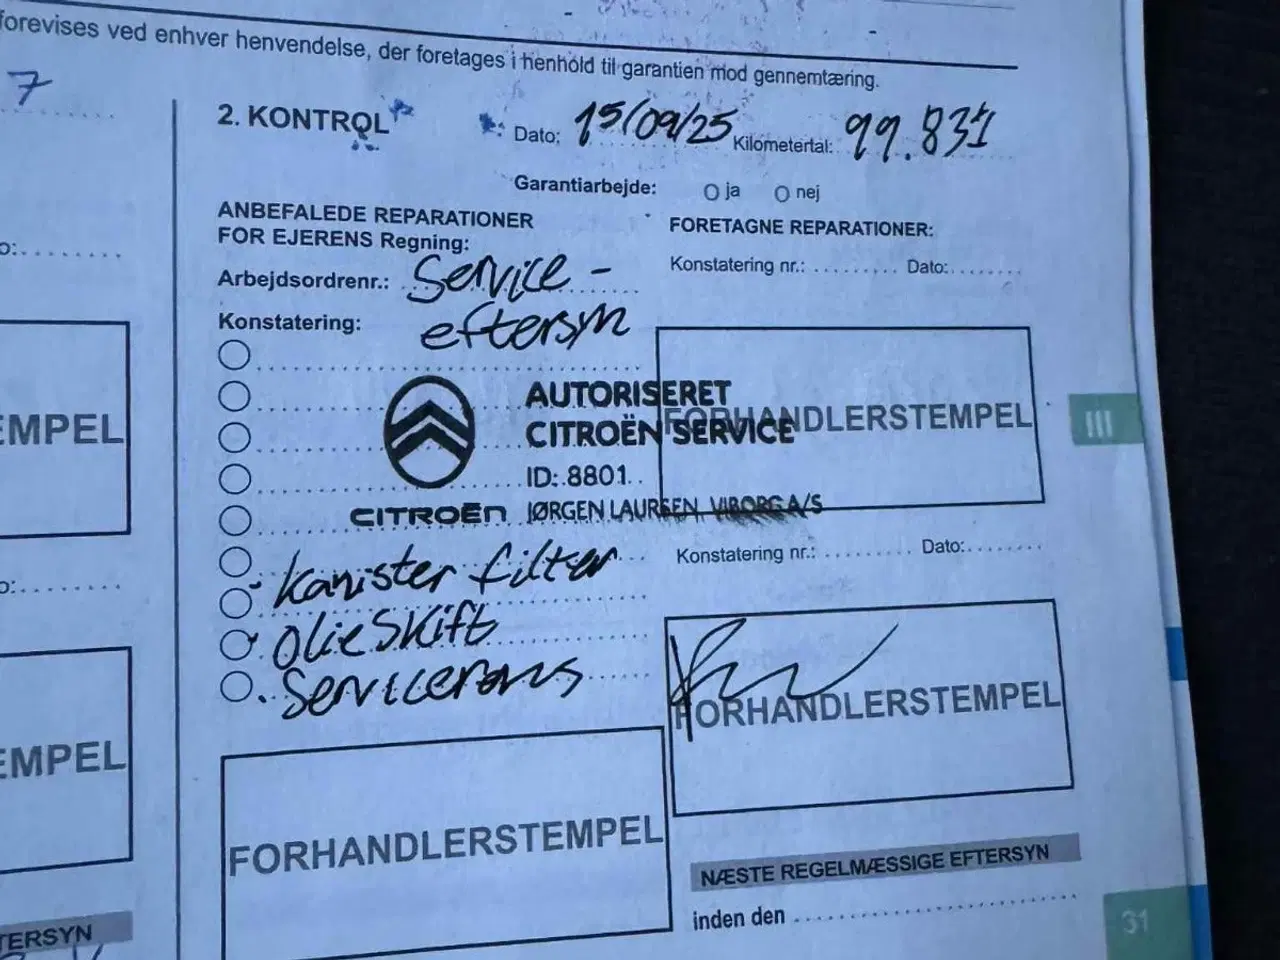 forevises ved enhver henvendelse, der foretages i henhold til garantien mod gennemtæring.
7
2. KONTROL
Dato: 15/09/25 Kilometertal: 99.831
Garantiarbejde: ja nej
ANBEFALEDE REPARATIONER
FOR EJERENS Regning:
Arbejdsordrenr.: Service-
Konstatering: eftersyn
FORETAGNE REPARATIONER:
Konstatering nr.: ......... Dato:........
AUTORISERET
CITROËN SERVICE
ID: 8801
CITROËN JØRGEN LAURSEN, VIBORG A/S
FORHANDLERSTEMPEL
- Kanister filter
- Olieskift
- Servicerens
Konstatering nr.: ......... Dato:........
FORHANDLERSTEMPEL
FORHANDLERSTEMPEL
NÆSTE REGELMÆSSIGE EFTERSYN
inden den
III
31
o:
EMPEL
o:
EMPEL
TERSYN